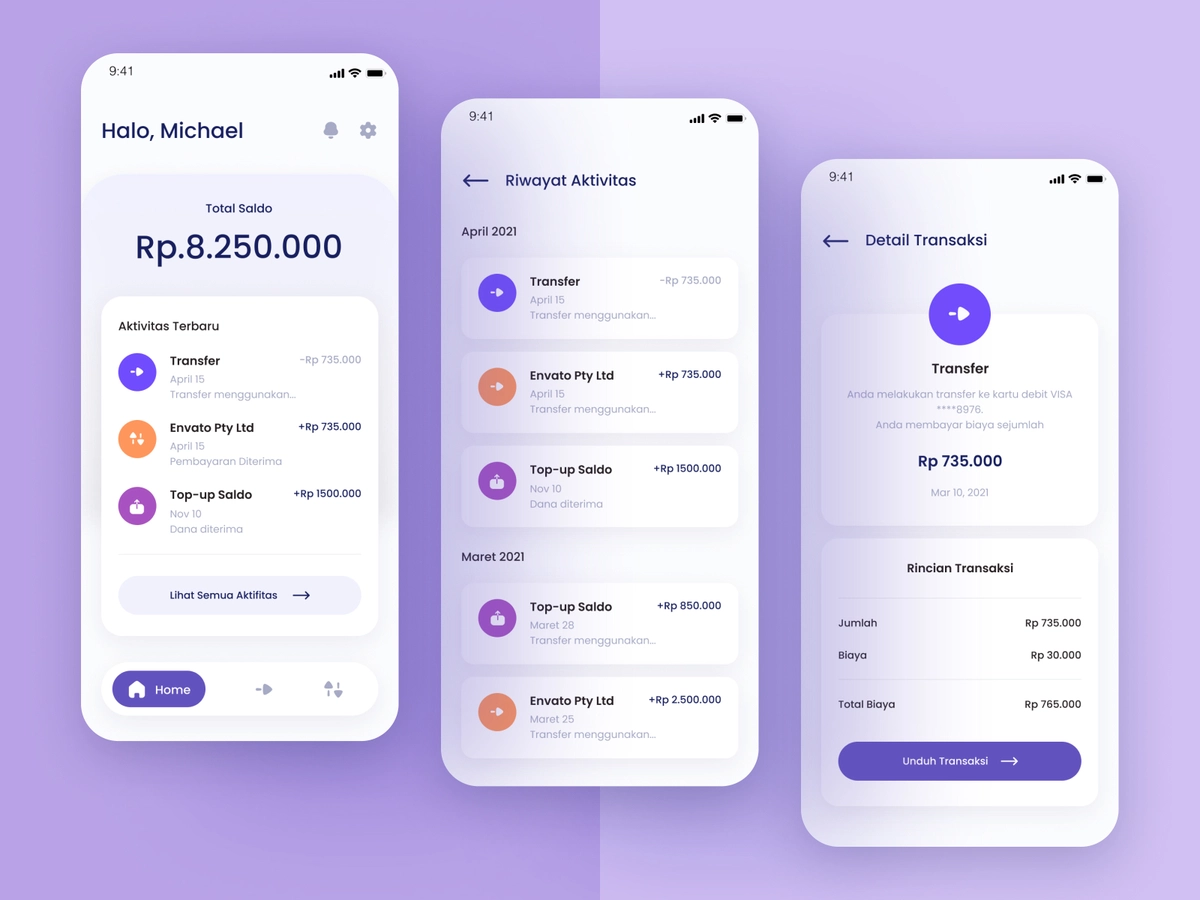 9:41
Halo, Michael
Total Saldo
Rp.8.250.000
Aktivitas Terbaru
Transfer
-Rp 735.000
April 15
Transfer menggunakan...
Envato Pty Ltd
+Rp 735.000
April 15
Pembayaran Diterima
Top-up Saldo
+Rp 1500.000
Nov 10
Dana diterima
Lihat Semua Aktifitas
Home
9:41
Riwayat Aktivitas
April 2021
Transfer
-Rp 735.000
April 15
Transfer menggunakan...
Envato Pty Ltd
+Rp 735.000
April 15
Transfer menggunakan...
Top-up Saldo
+Rp 1500.000
Nov 10
Dana diterima
Maret 2021
Top-up Saldo
+Rp 850.000
Maret 28
Transfer menggunakan...
Envato Pty Ltd
+Rp 2.500.000
Maret 25
Transfer menggunakan...
9:41
Detail Transaksi
Transfer
Anda melakukan transfer ke kartu debit VISA
****8976.
Anda membayar biaya sejumlah
Rp 735.000
Mar 10, 2021
Rincian Transaksi
Jumlah
Rp 735.000
Biaya
Rp 30.000
Total Biaya
Rp 765.000
Unduh Transaksi